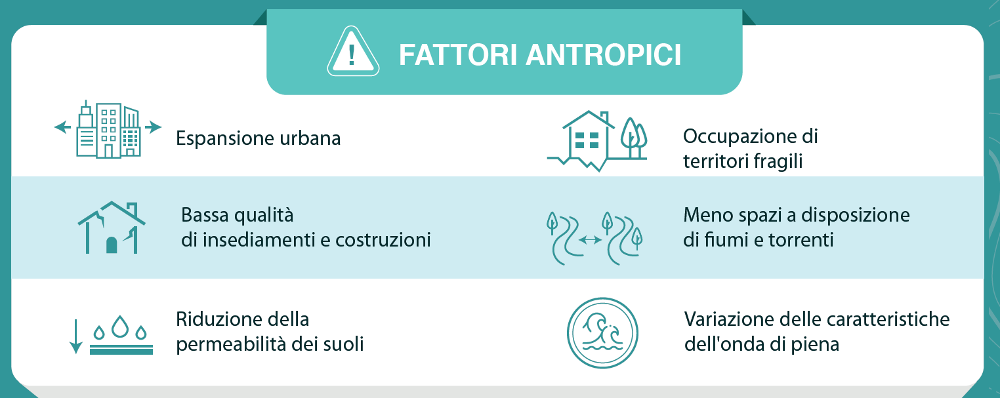 FATTORI ANTROPICI
Espansione urbana
Occupazione di
territori fragili
Bassa qualità
di insediamenti e costruzioni
Meno spazi a disposizione
di fiumi e torrenti
Riduzione della
permeabilità dei suoli
Variazione delle caratteristiche
dell'onda di piena